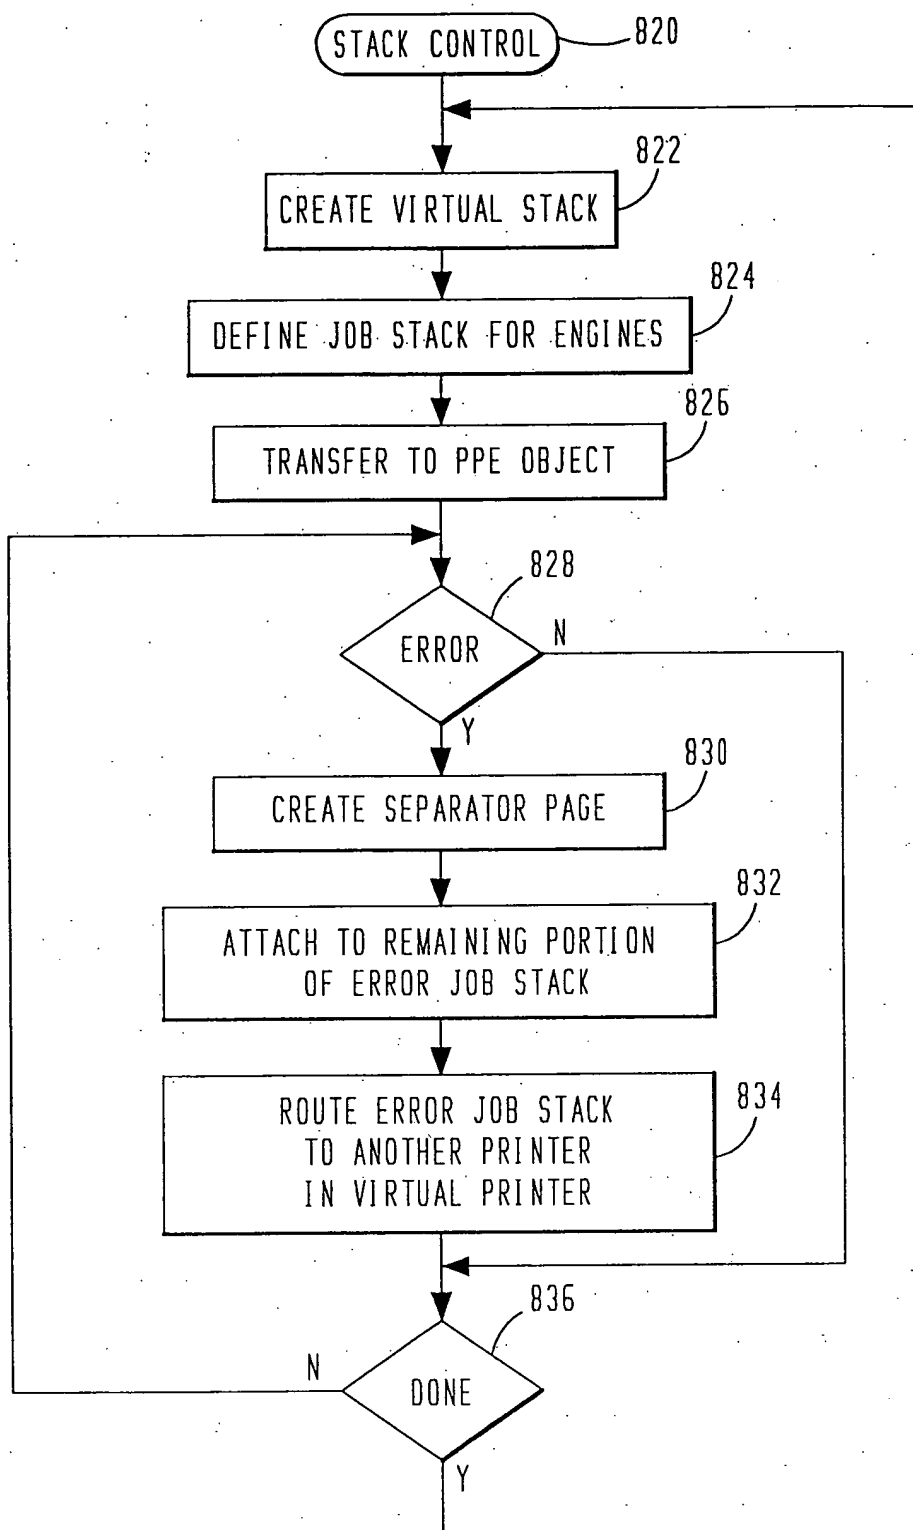 STACK CONTROL
820
822
CREATE VIRTUAL STACK
824
DEFINE JOB STACK FOR ENGINES
826
TRANSFER TO PPE OBJECT
828
ERROR
N
Y
830
CREATE SEPARATOR PAGE
832
ATTACH TO REMAINING PORTION
OF ERROR JOB STACK
834
ROUTE ERROR JOB STACK
TO ANOTHER PRINTER
IN VIRTUAL PRINTER
836
N
DONE
Y